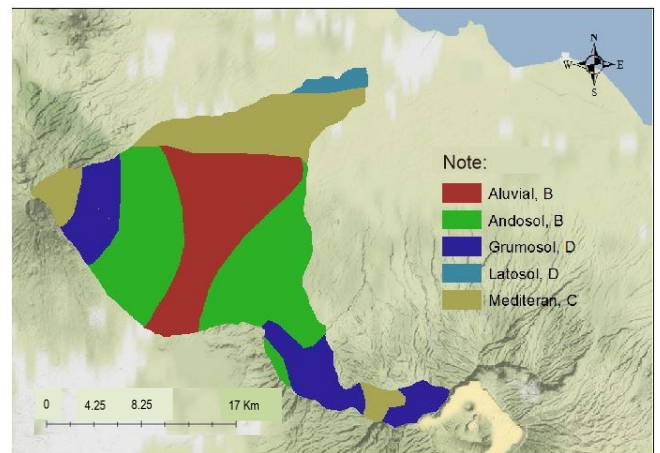 N
W E
S
Note:
Aluvial, B
Andosol, B
Grumosol, D
Latosol, D
Mediteran, C
0 4.25 8.25 17 Km